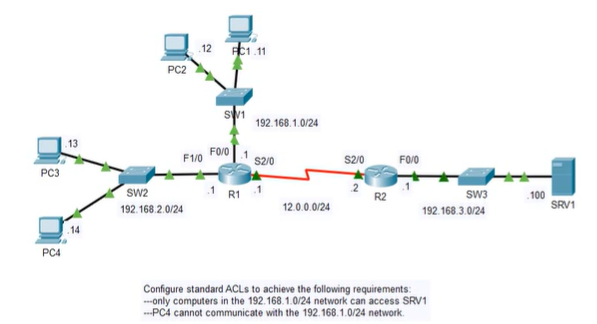 .12
PC1 .11
PC2
SW1
192.168.1.0/24
.13
PC3
F1/0
F0/0
.1
S2/0
S2/0
F0/0
SW2
.1
R1
.1
.2
R2
.1
SW3
.100
SRV1
192.168.2.0/24
12.0.0.0/24
192.168.3.0/24
.14
PC4
Configure standard ACLs to achieve the following requirements:
---only computers in the 192.168.1.0/24 network can access SRV1
---PC4 cannot communicate with the 192.168.1.0/24 network.